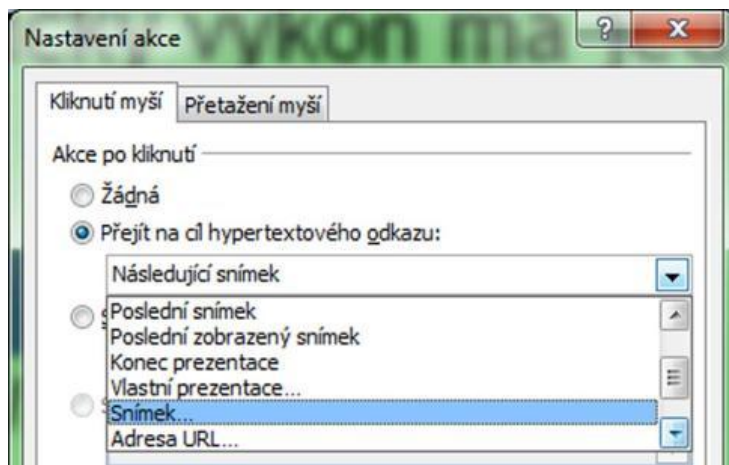 Nastavení akce
Kliknutí myší
Přetažení myší
Akce po kliknutí
Žádná
Přejít na cíl hypertextového odkazu:
Následující snímek
Poslední snímek
Poslední zobrazený snímek
Konec prezentace
Vlastní prezentace...
Snímek...
Adresa URL...